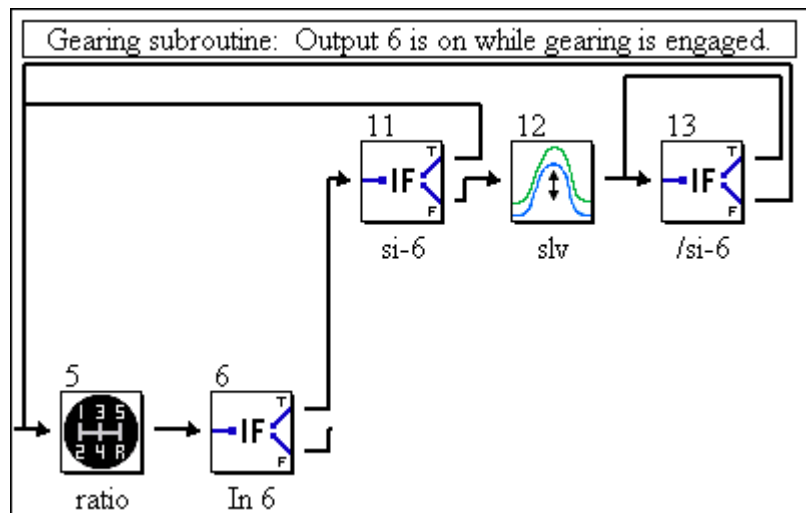 Gearing subroutine:  Output 6 is on while gearing is engaged.
11
12
13
T
IF
F
T
IF
F
si-6
slv
/si-6
5
6
1 3 5
2 4 R
T
IF
F
ratio
In 6